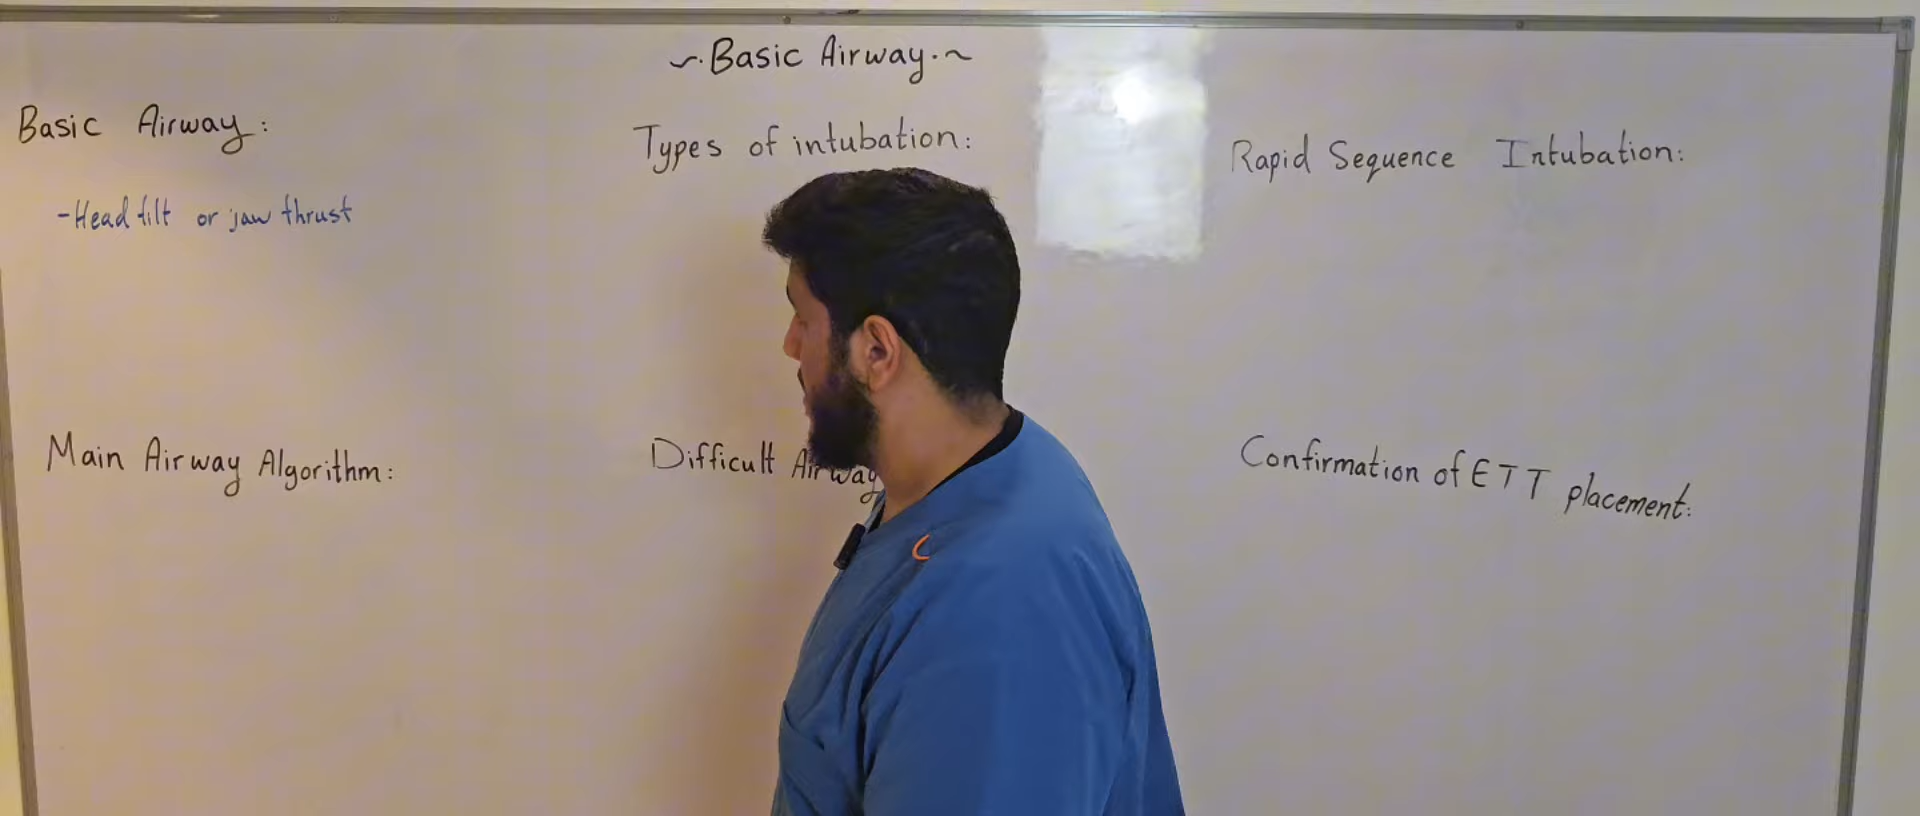 ~.Basic Airway.~
Basic Airway:
-Head tilt or jaw thrust
Types of intubation:
Rapid Sequence Intubation:
Main Airway Algorithm:
Difficult Airway
Confirmation of ETT placement: